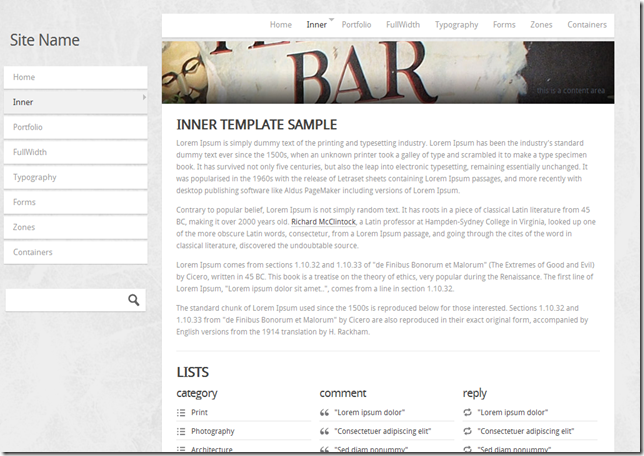 Site Name
Home
Inner
Portfolio
FullWidth
Typography
Forms
Zones
Containers
Home Inner Portfolio FullWidth Typography Forms Zones Containers
BAR
this is a content area
INNER TEMPLATE SAMPLE
Lorem Ipsum is simply dummy text of the printing and typesetting industry. Lorem Ipsum has been the industry's standard
dummy text ever since the 1500s, when an unknown printer took a galley of type and scrambled it to make a type specimen
book. It has survived not only five centuries, but also the leap into electronic typesetting, remaining essentially unchanged. It
was popularised in the 1960s with the release of Letraset sheets containing Lorem Ipsum passages, and more recently with
desktop publishing software like Aldus PageMaker including versions of Lorem Ipsum.
Contrary to popular belief, Lorem Ipsum is not simply random text. It has roots in a piece of classical Latin literature from 45
BC, making it over 2000 years old. Richard McClintock, a Latin professor at Hampden-Sydney College in Virginia, looked up one
of the more obscure Latin words, consectetur, from a Lorem Ipsum passage, and going through the cites of the word in
classical literature, discovered the undoubtable source.
Lorem Ipsum comes from sections 1.10.32 and 1.10.33 of "de Finibus Bonorum et Malorum" (The Extremes of Good and Evil)
by Cicero, written in 45 BC. This book is a treatise on the theory of ethics, very popular during the Renaissance. The first line of
Lorem Ipsum, "Lorem ipsum dolor sit amet..", comes from a line in section 1.10.32.
The standard chunk of Lorem Ipsum used since the 1500s is reproduced below for those interested. Sections 1.10.32 and
1.10.33 from "de Finibus Bonorum et Malorum" by Cicero are also reproduced in their exact original form, accompanied by
English versions from the 1914 translation by H. Rackham.
LISTS
category
Print
Photography
Architecture
comment
"Lorem ipsum dolor"
"Consectetuer adipiscing elit"
"Sed diam nonummy"
reply
"Lorem ipsum dolor"
"Consectetuer adipiscing elit"
"Sed diam nonummy"